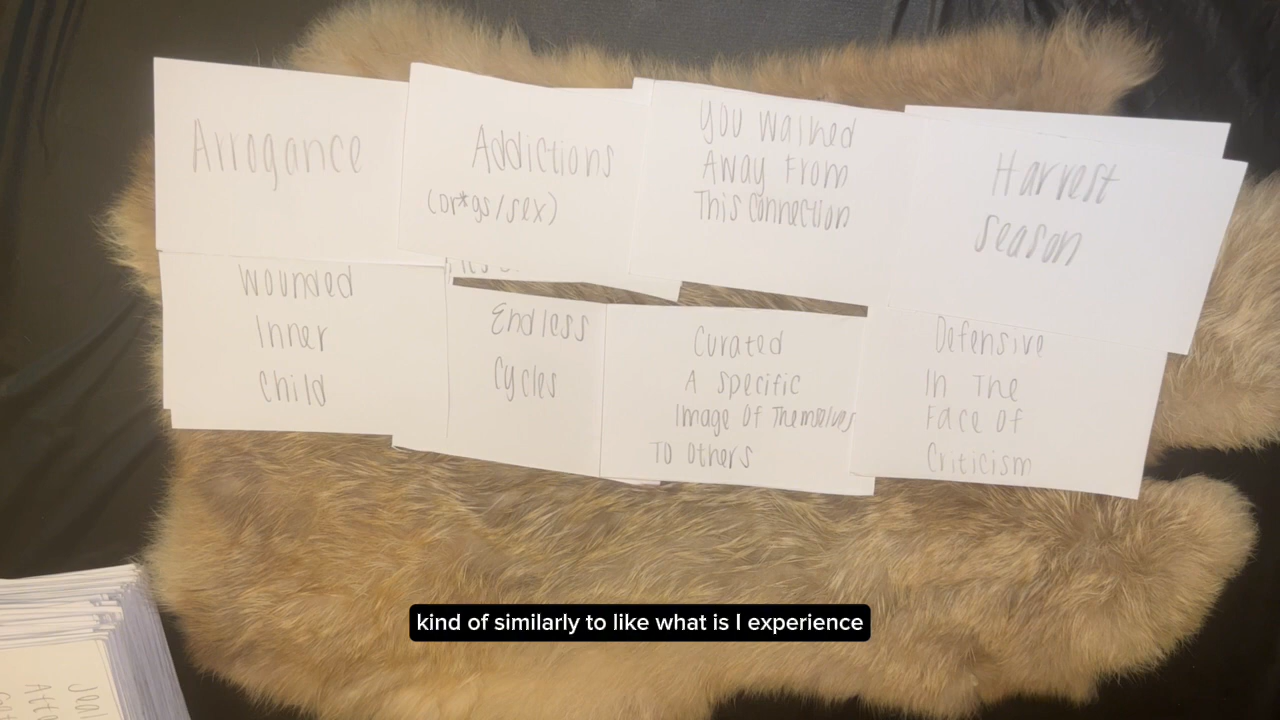 Arrogance
Addictions
(Dr*gs/sex)
You Walked
Away From
This Connection
Harvest
Season
Wounded
Inner
Child
Endless
Cycles
Curated
A Specific
Image Of Themselves
To Others
Defensive
In The
Face Of
Criticism
kind of similarly to like what is I experience